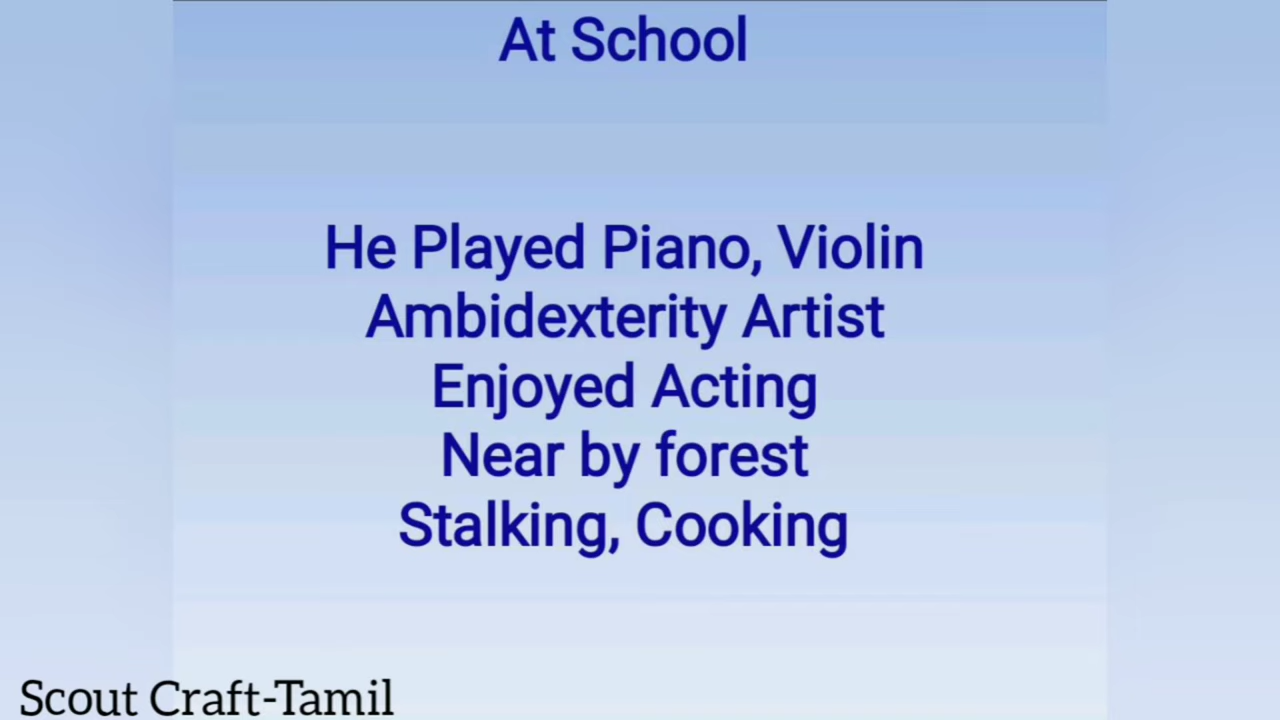 At School
He Played Piano, Violin
Ambidexterity Artist
Enjoyed Acting
Near by forest
Stalking, Cooking
Scout Craft-Tamil